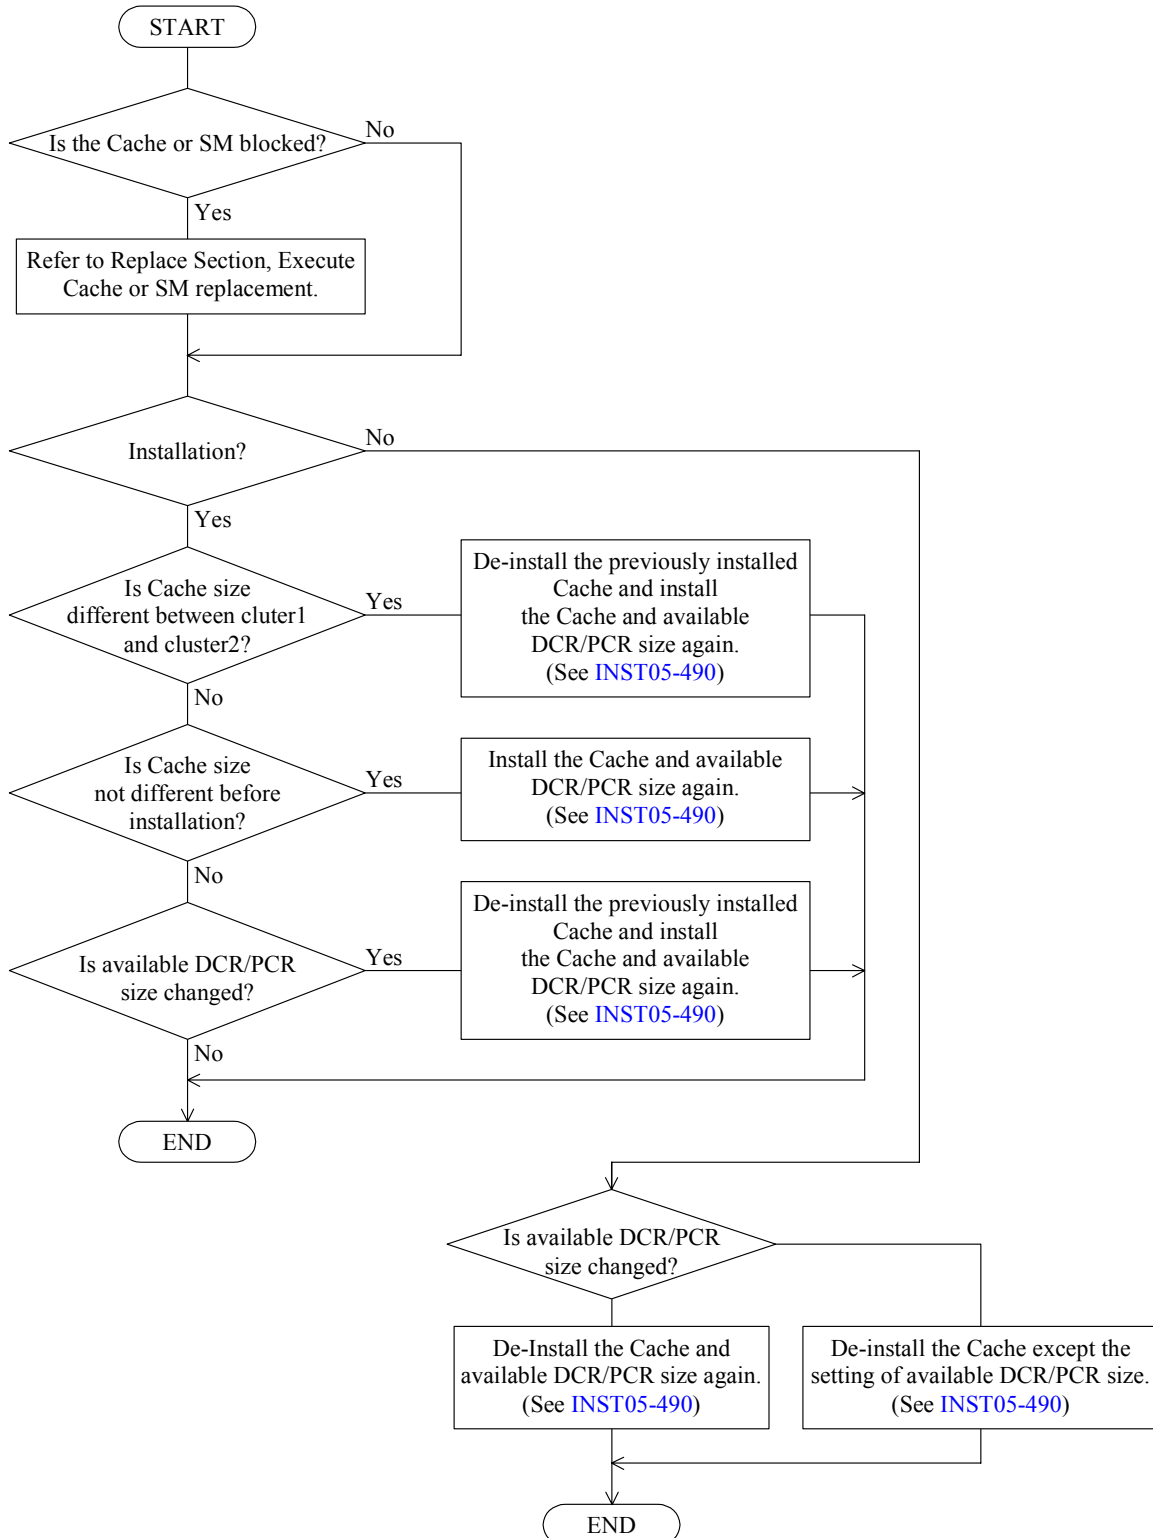 START
Is the Cache or SM blocked?
No
Yes
Refer to Replace Section, Execute
Cache or SM replacement.
Installation?
No
Yes
Is Cache size
different between cluter1
and cluster2?
Yes
De-install the previously installed
Cache and install
the Cache and available
DCR/PCR size again.
(See INST05-490)
No
Is Cache size
not different before
installation?
Yes
Install the Cache and available
DCR/PCR size again.
(See INST05-490)
No
Is available DCR/PCR
size changed?
Yes
De-install the previously installed
Cache and install
the Cache and available
DCR/PCR size again.
(See INST05-490)
No
END
Is available DCR/PCR
size changed?
De-Install the Cache and
available DCR/PCR size again.
(See INST05-490)
De-install the Cache except the
setting of available DCR/PCR size.
(See INST05-490)
END